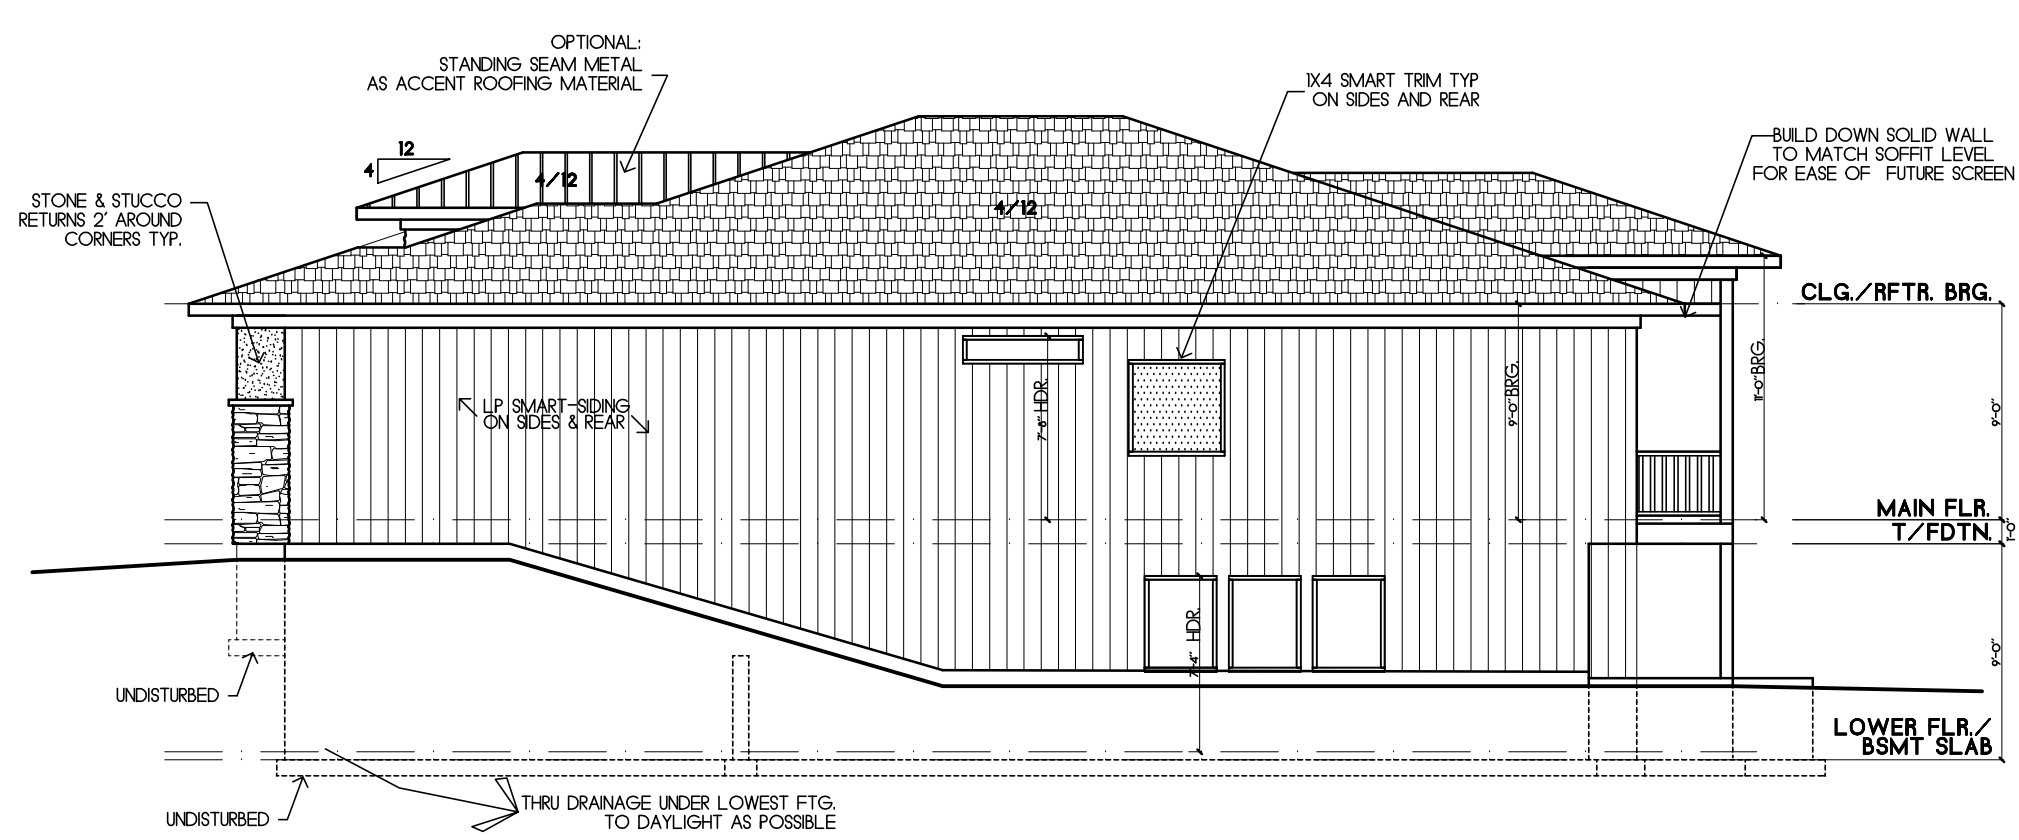 OPTIONAL:
STANDING SEAM METAL
AS ACCENT ROOFING MATERIAL
1X4 SMART TRIM TYP
ON SIDES AND REAR
BUILD DOWN SOLID WALL
TO MATCH SOFFIT LEVEL
FOR EASE OF FUTURE SCREEN
12
4
4/12
4/12
STONE & STUCCO
RETURNS 2' AROUND
CORNERS TYP.
CLG./RFTR. BRG.
LP SMART-SIDING
ON SIDES & REAR
7'-8" HDR.
9'-0" BRG.
11'-0" BRG.
9'-0"
MAIN FLR.
T/FDTN.
1'-0"
7'-4" HDR.
9'-0"
UNDISTURBED
LOWER FLR./
BSMT SLAB
THRU DRAINAGE UNDER LOWEST FTG.
TO DAYLIGHT AS POSSIBLE
UNDISTURBED